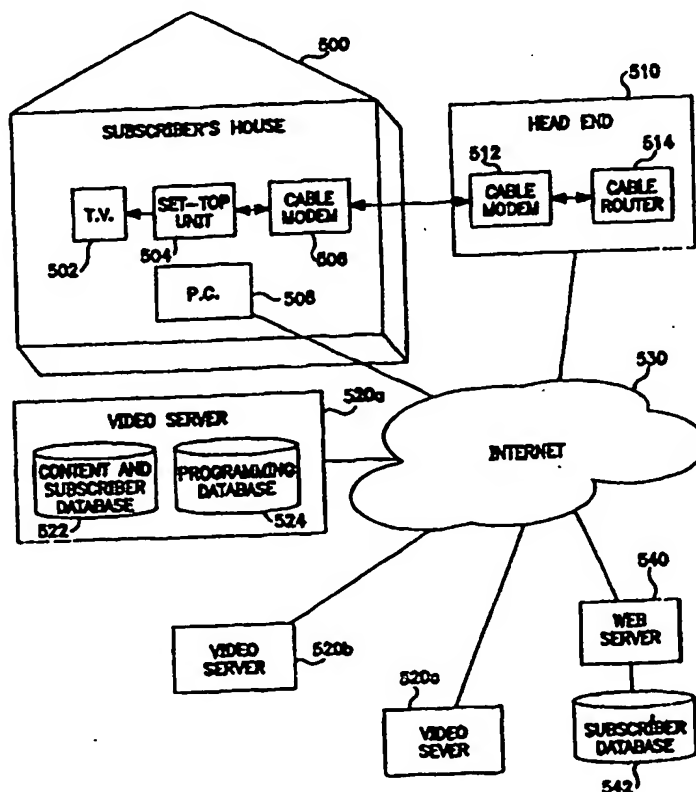 500
510
SUBSCRIBER'S HOUSE
HEAD END
512
514
T.V.
SET-TOP
UNIT
CABLE
MODEM
CABLE
MODEM
CABLE
ROUTER
502
504
506
P.C.
508
530
520a
VIDEO SERVER
INTERNET
CONTENT AND
SUBSCRIBER
DATABASE
PROGRAMMING
DATABASE
522
524
540
WEB
SERVER
VIDEO
SERVER
520b
520c
VIDEO
SEVER
SUBSCRIBER
DATABASE
542